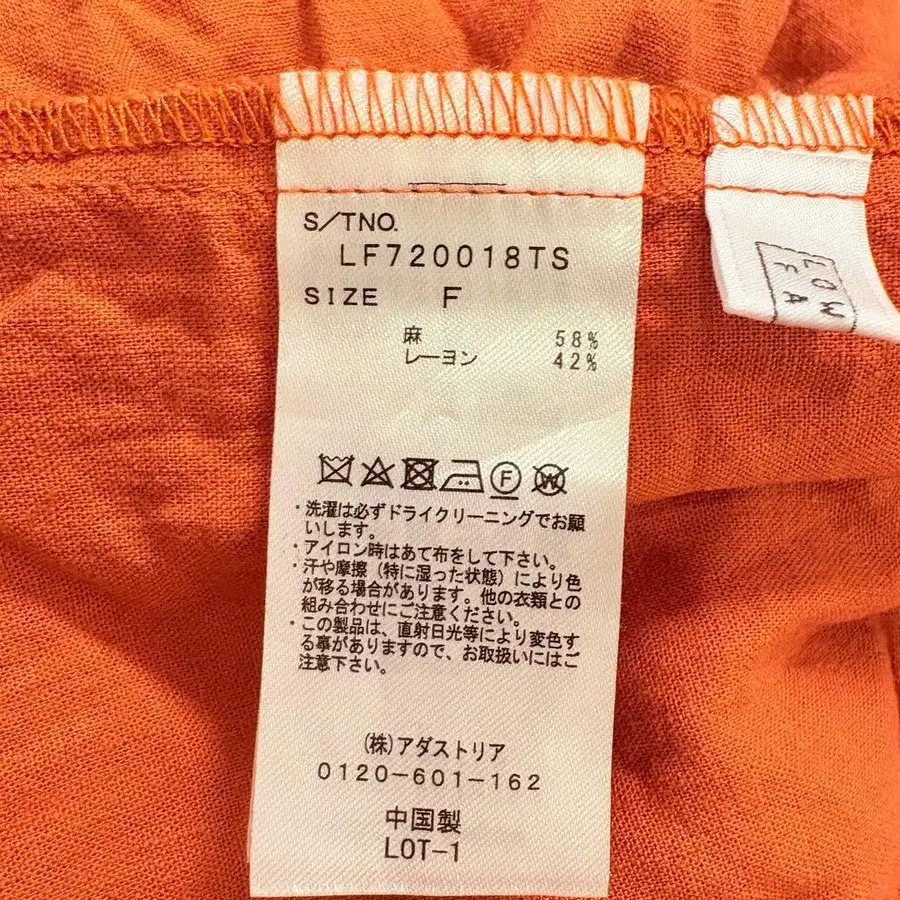 S/TNO.
LF720018TS
SIZE F
麻 58%
レーヨン 42%
F
W
・洗濯は必ずドライクリーニングでお願
いします。
・アイロン時はあて布をして下さい。
・汗や摩擦（特に湿った状態）により色
が移る場合があります。他の衣類との
組み合わせにご注意ください。
・この製品は、直射日光等により変色す
る事がありますので、お取扱いにはご
注意下さい。
(株)アダストリア
0120-601-162
中国製
LOT-1
LOW
FA